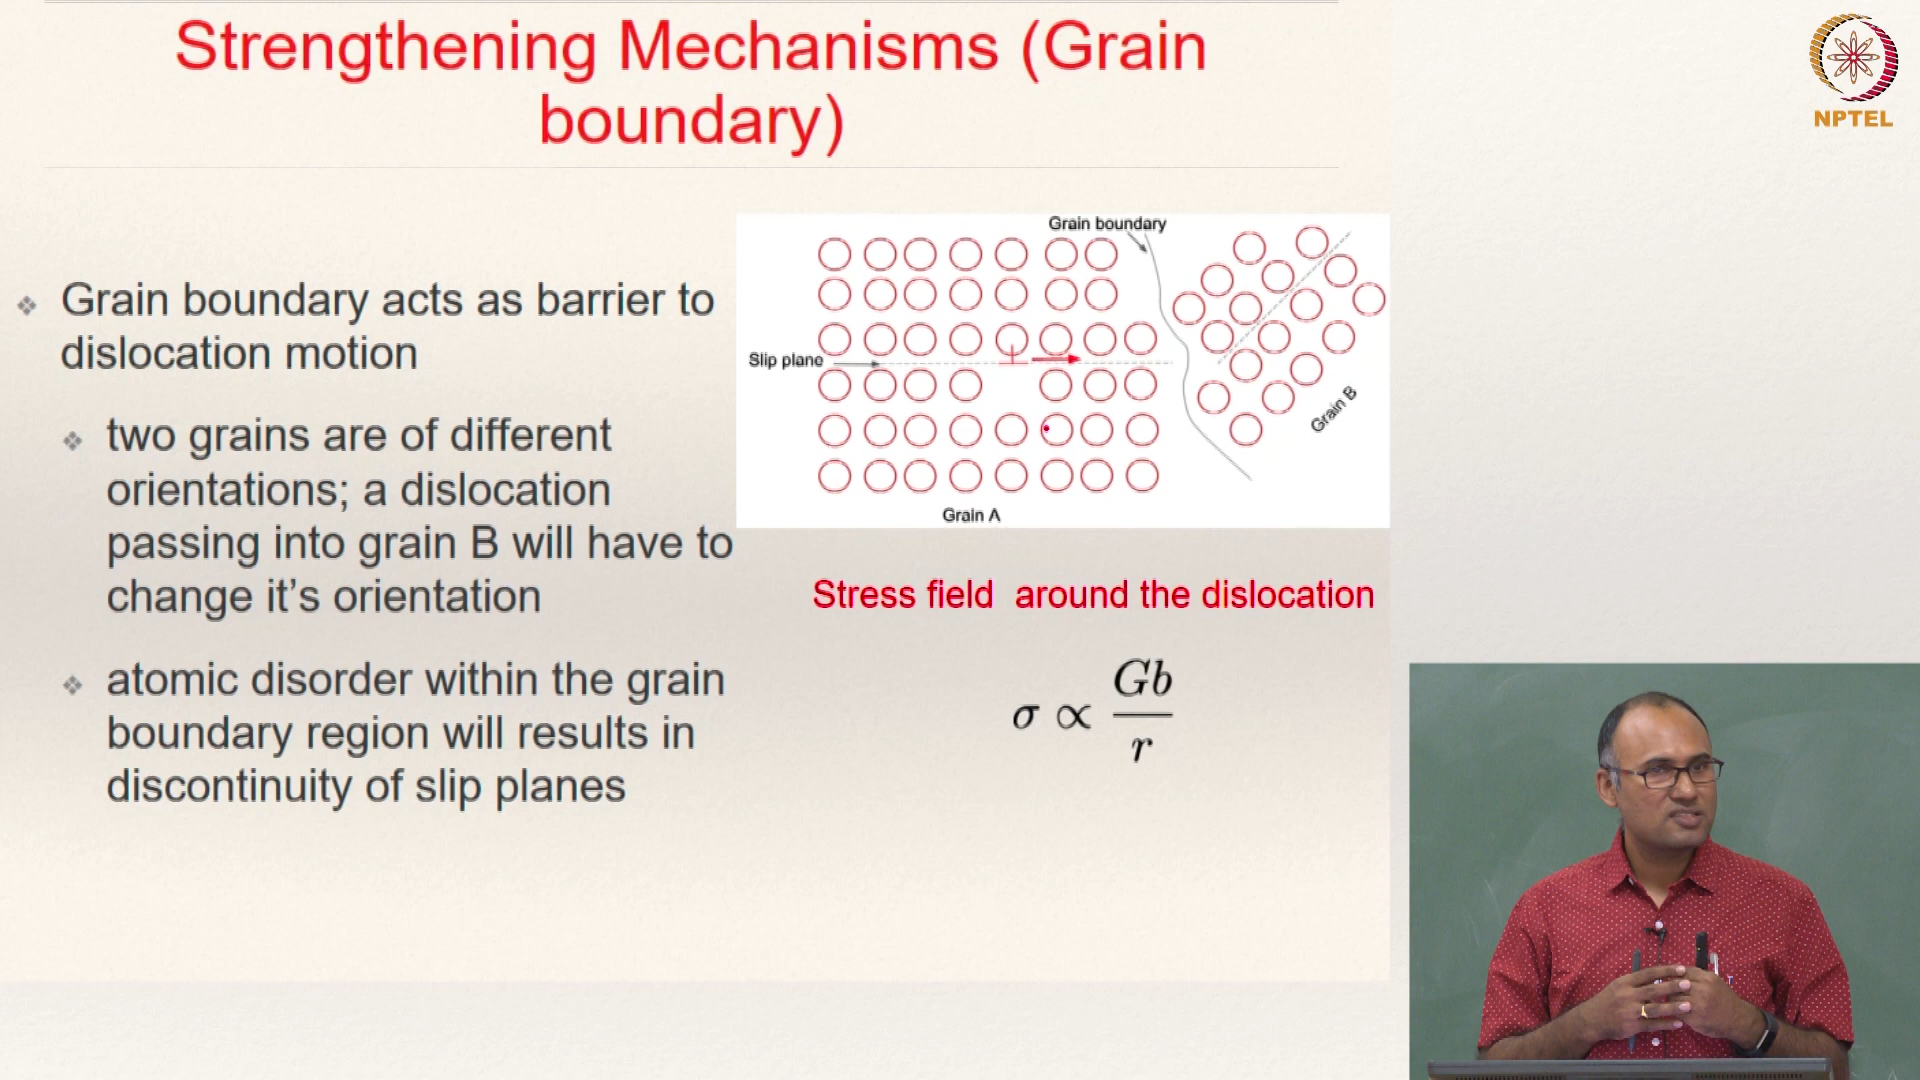 Strengthening Mechanisms (Grain
boundary)
NPTEL
Grain boundary acts as barrier to
dislocation motion
two grains are of different
orientations; a dislocation
passing into grain B will have to
change it’s orientation
atomic disorder within the grain
boundary region will results in
discontinuity of slip planes
Grain boundary
Slip plane
Grain B
Grain A
Stress field around the dislocation
σ ∝ Gb/r